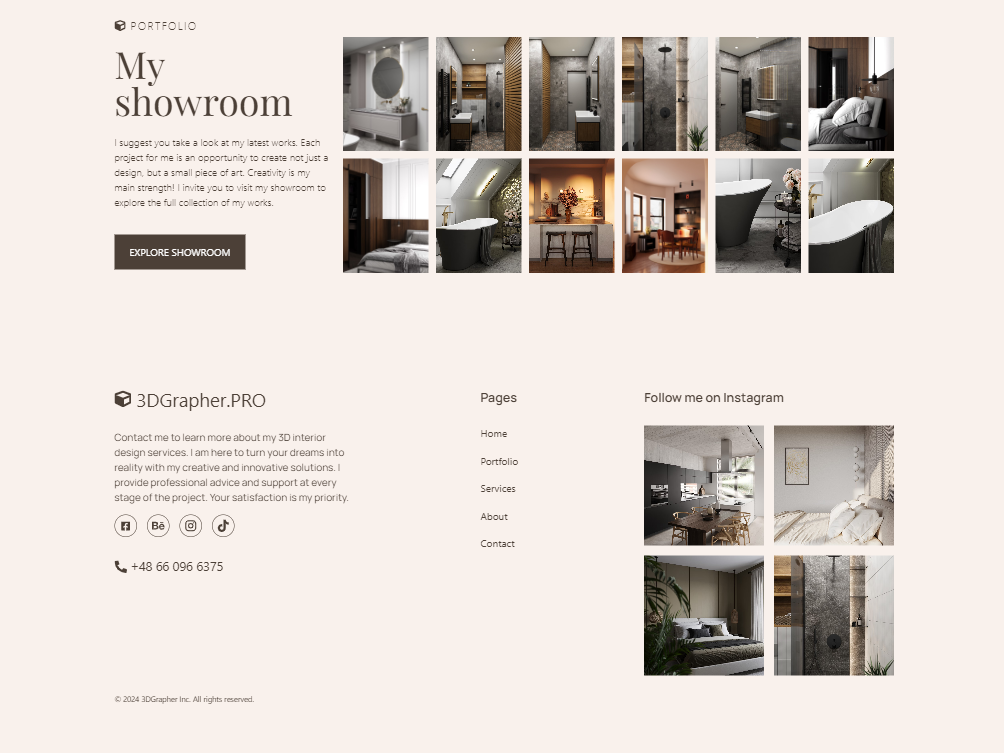 PORTFOLIO
My
showroom
I suggest you take a look at my latest works. Each
project for me is an opportunity to create not just a
design, but a small piece of art. Creativity is my
main strength! I invite you to visit my showroom to
explore the full collection of my works.
EXPLORE SHOWROOM
3DGrapher.PRO
Contact me to learn more about my 3D interior
design services. I am here to turn your dreams into
reality with my creative and innovative solutions. I
provide professional advice and support at every
stage of the project. Your satisfaction is my priority.
Bē
+48 66 096 6375
Pages
Home
Portfolio
Services
About
Contact
Follow me on Instagram
© 2024 3DGrapher Inc. All rights reserved.